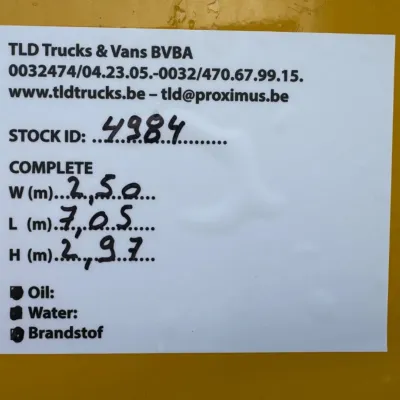 TLD Trucks & Vans BVBA
0032474/04.23.05.-0032/470.67.99.15.
www.tldtrucks.be – tld@proximus.be
STOCK ID: ..4984..........
COMPLETE
W (m)..2,50...
L (m)..7,05....
H (m)..2,97...
Oil:
Water:
Brandstof